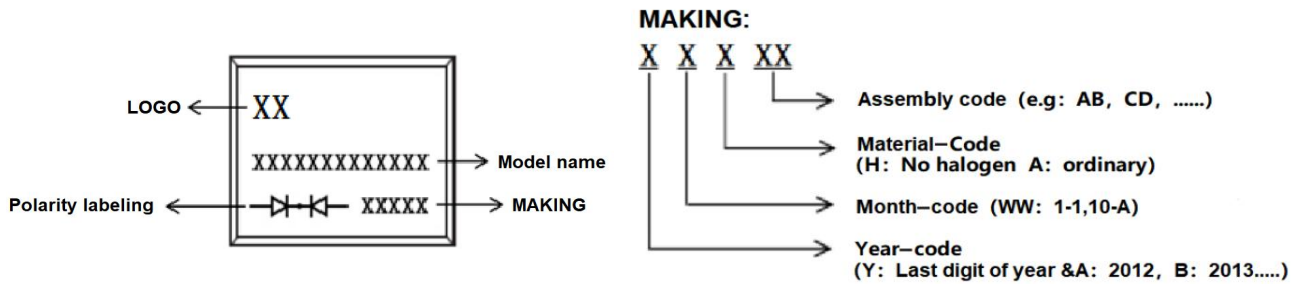 LOGO
XX
XXXXXXXXXXXXX
Model name
Polarity labeling
XXXXX
MAKING
MAKING:
X X X XX
Assembly code (e.g: AB, CD, ......)
Material-Code
(H: No halogen A: ordinary)
Month-code (WW: 1-1,10-A)
Year-code
(Y: Last digit of year &A: 2012, B: 2013.....)